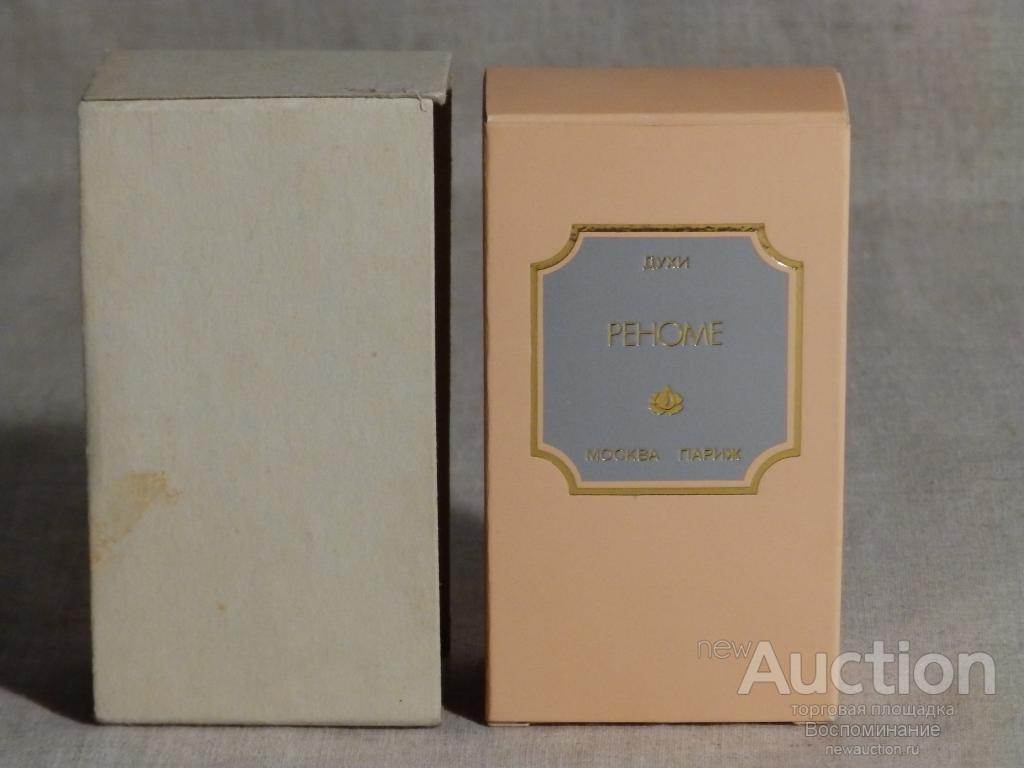 ДУХИ
РЕНОМЕ
МОСКВА ПАРИЖ
newAuction
торговая площадка
Воспоминание
newauction.ru